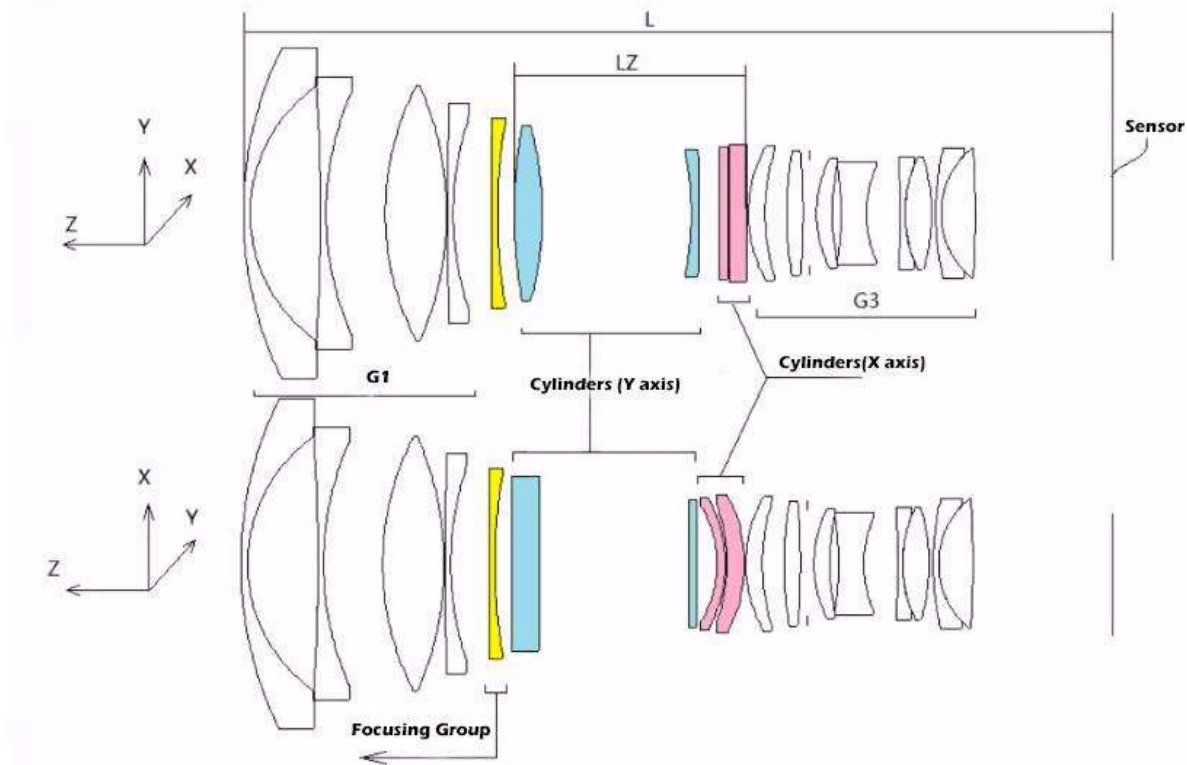 L
LZ
Sensor
Y
X
Z
G3
G1
Cylinders (Y axis)
Cylinders(X axis)
X
Y
Z
Focusing Group